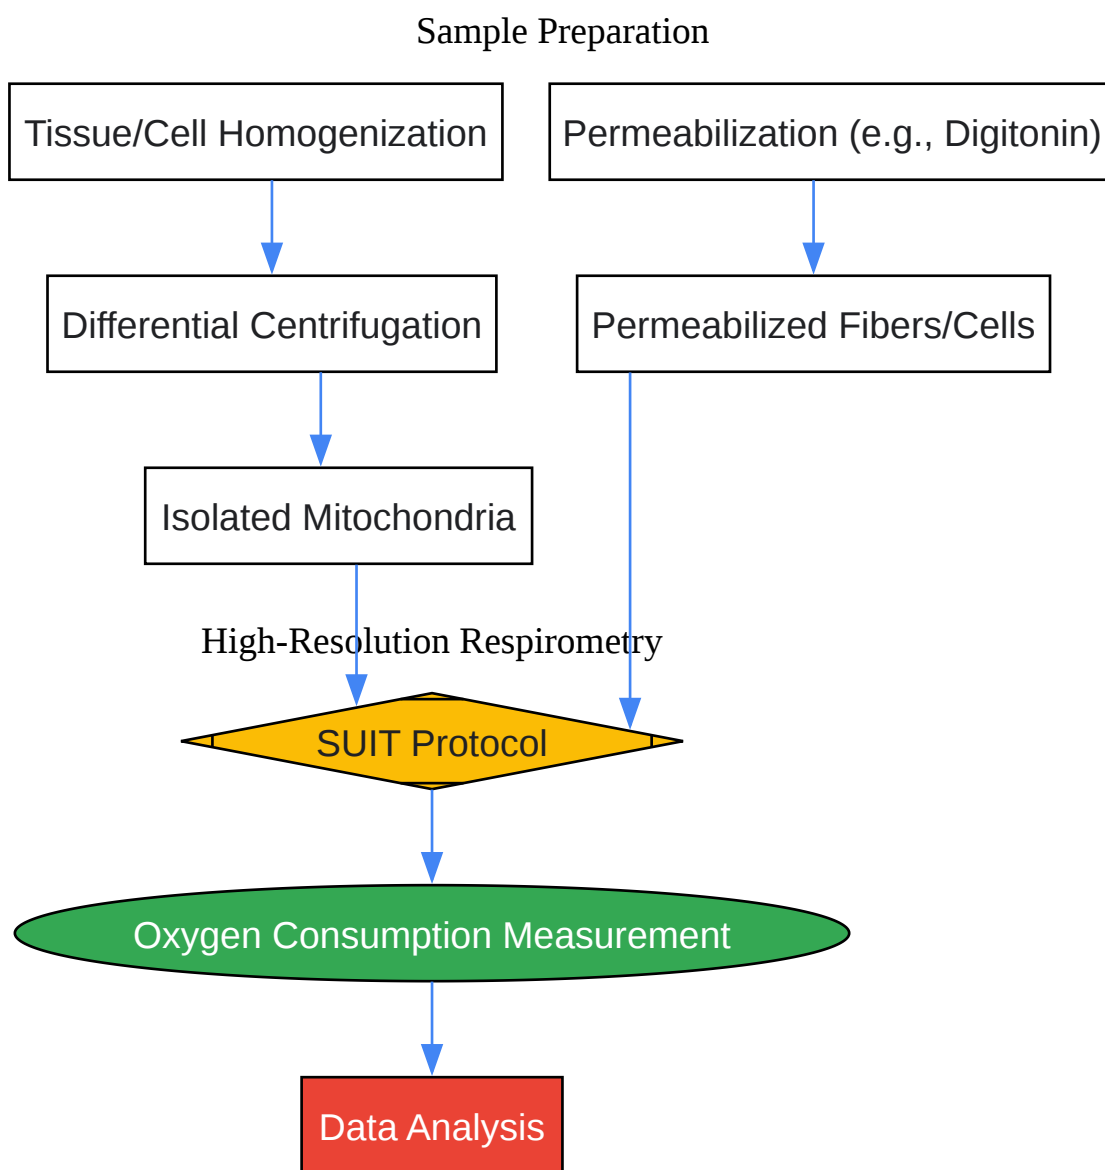 Sample Preparation
Tissue/Cell Homogenization
Permeabilization (e.g., Digitonin)
Differential Centrifugation
Permeabilized Fibers/Cells
Isolated Mitochondria
High-Resolution Respirometry
SUIT Protocol
Oxygen Consumption Measurement
Data Analysis